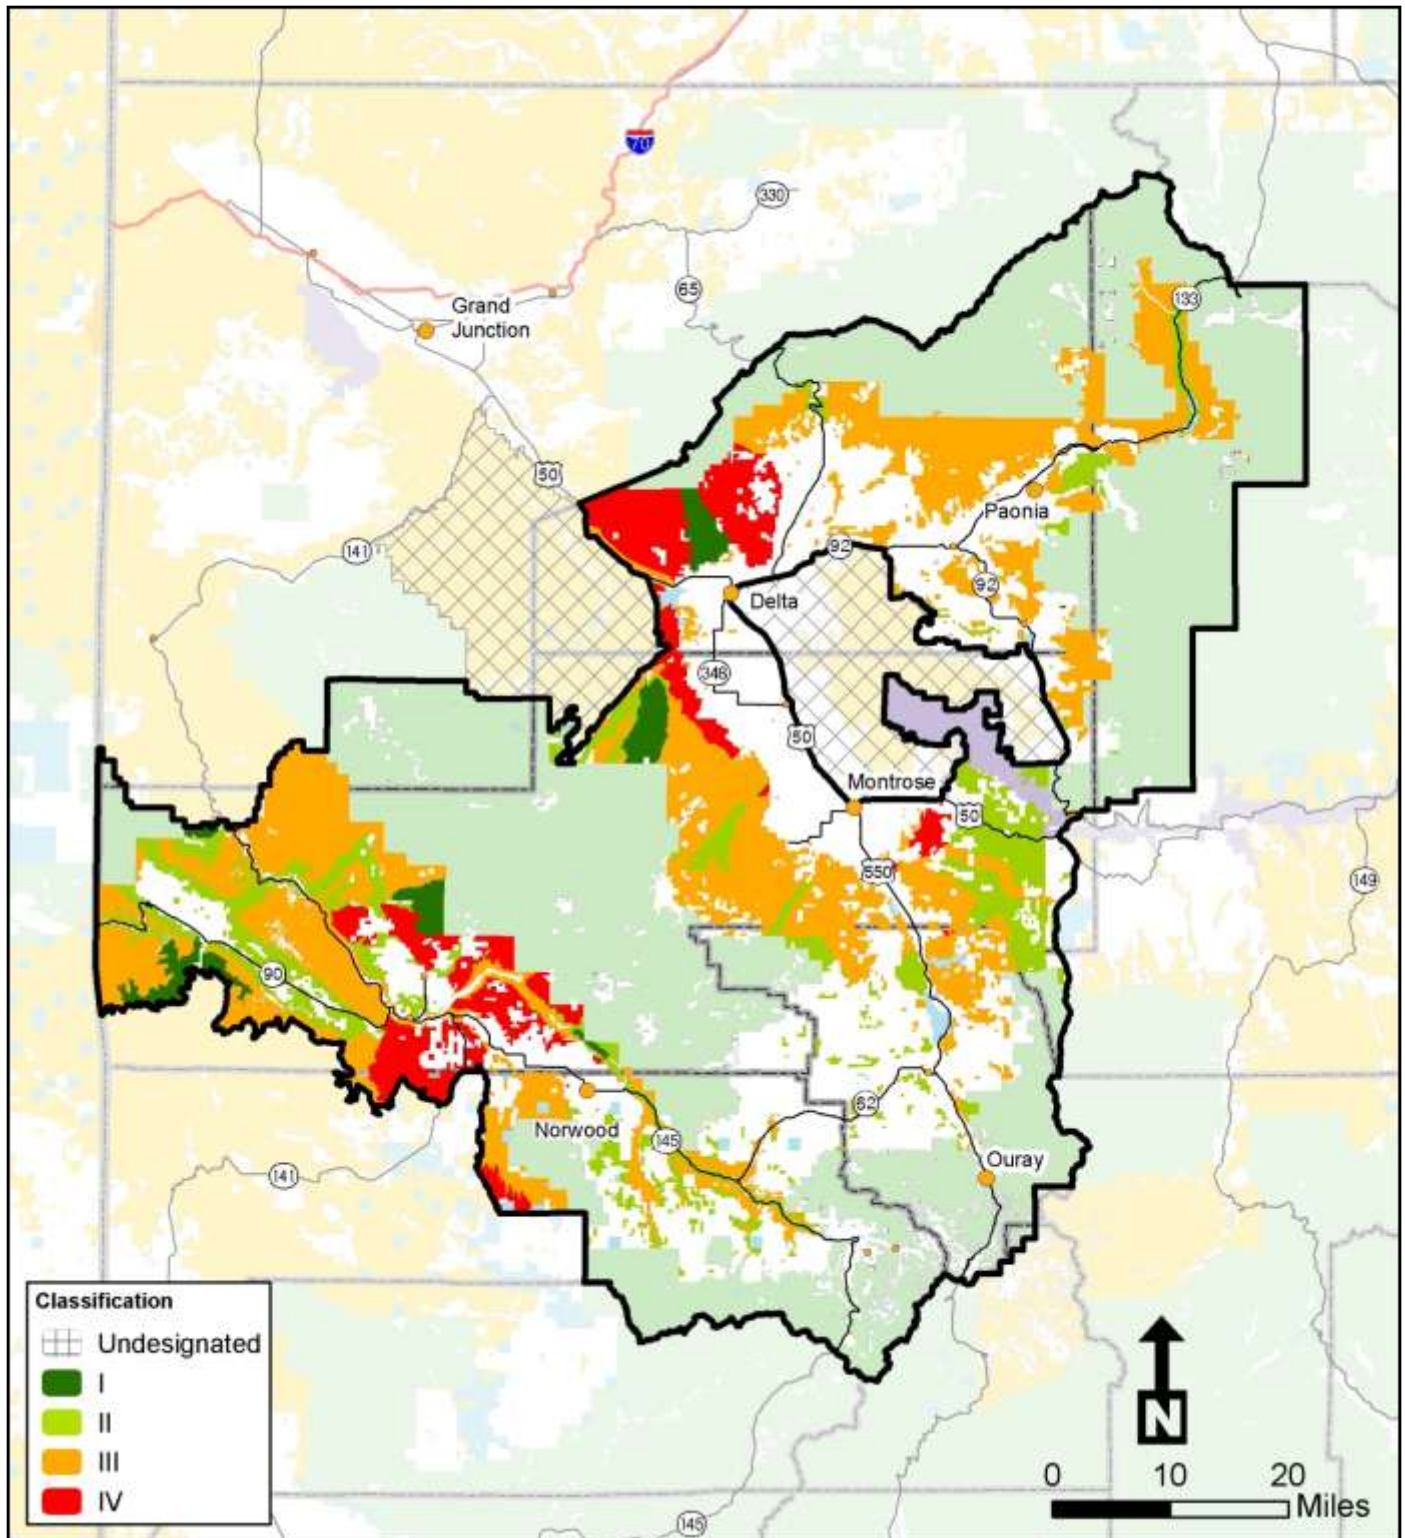 70
330
65
133
Grand
Junction
50
141
Paonia
92
92
Delta
348
50
Montrose
50
550
149
90
62
Norwood
145
Ouray
141
Classification
Undesignated
I
II
III
IV
N
0 10 20
Miles
145